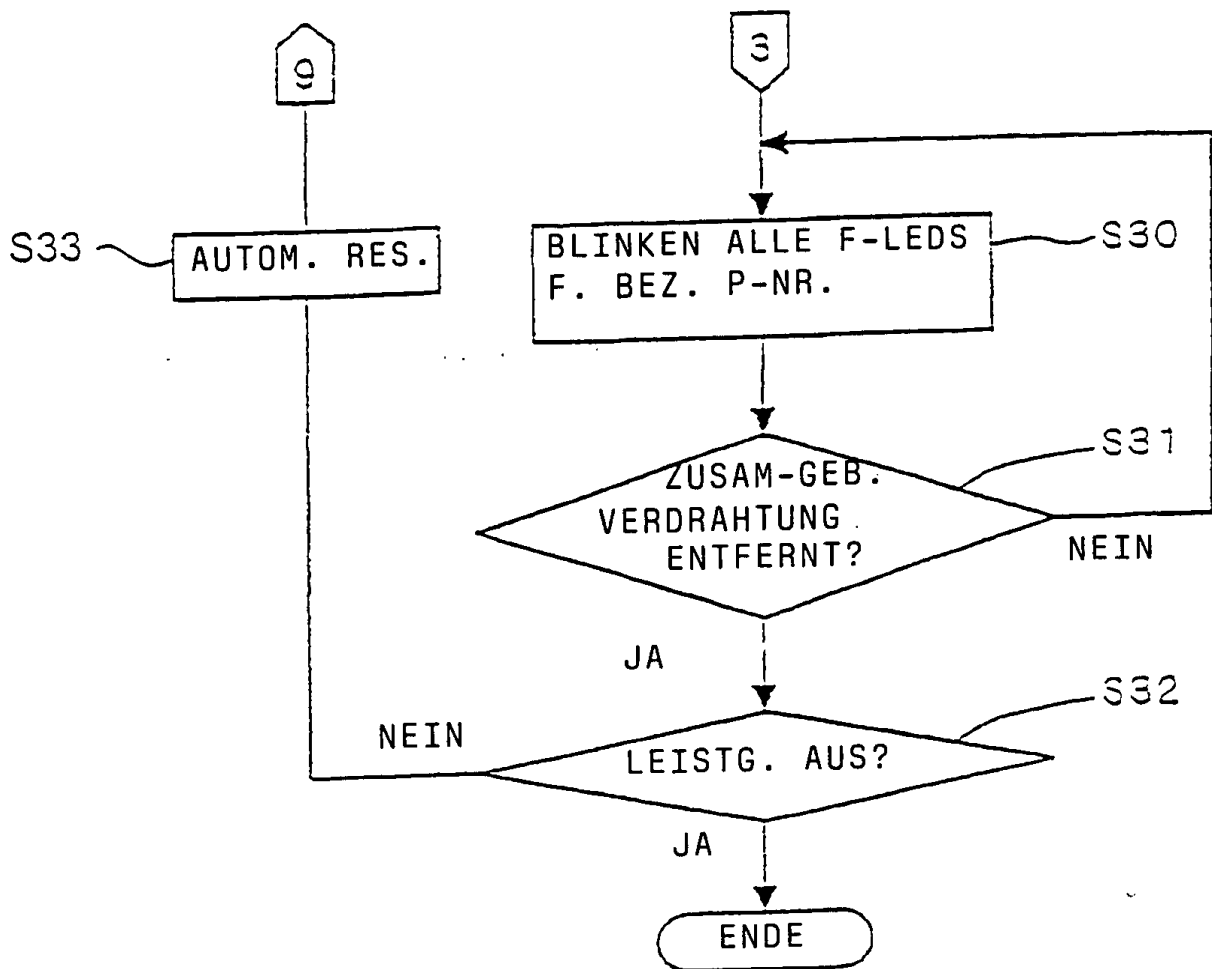 9
3
S33
AUTOM. RES.
BLINKEN ALLE F-LEDS
F. BEZ. P-NR.
S30
ZUSAM-GEB.
VERDRAHTUNG
ENTFERNT?
S31
NEIN
JA
S32
NEIN
LEISTG. AUS?
JA
ENDE